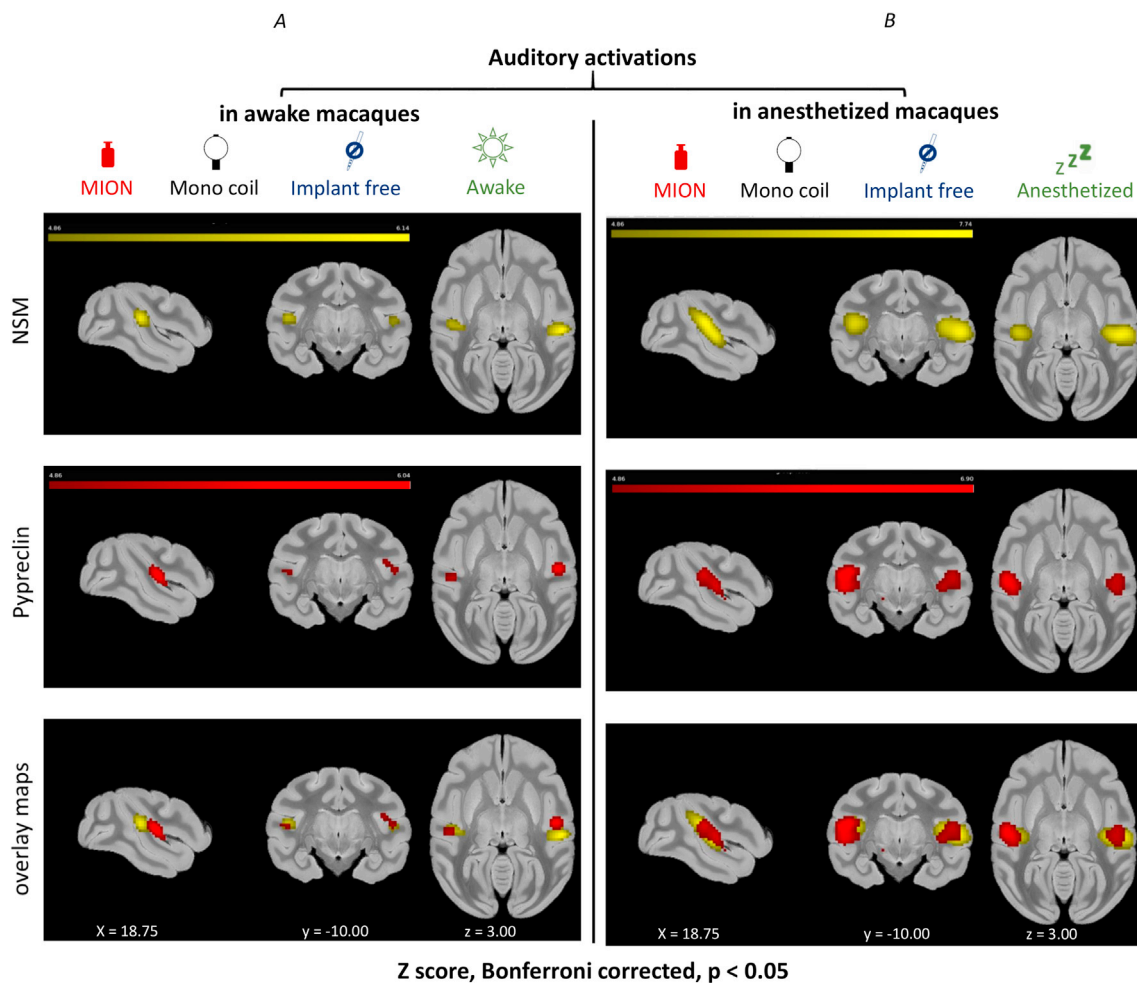 A
B
Auditory activations
in awake macaques
in anesthetized macaques
MION
Mono coil
Implant free
Awake
MION
Mono coil
Implant free
z z z
Anesthetized
NSM
4.86
6.14
4.86
7.74
Pypreclin
4.86
6.04
4.86
6.90
overlay maps
X = 18.75
y = -10.00
z = 3.00
X = 18.75
y = -10.00
z = 3.00
Z score, Bonferroni corrected, p < 0.05